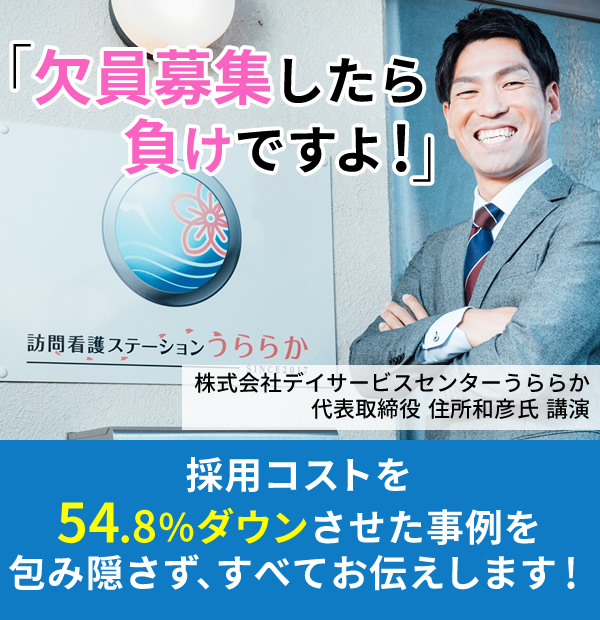 「欠員募集したら
負けですよ！」
訪問看護ステーションうららか
SINCE2017
株式会社デイサービスセンターうららか
代表取締役 住所和彦氏 講演
採用コストを
54.8%ダウンさせた事例を
包み隠さず、すべてお伝えします！